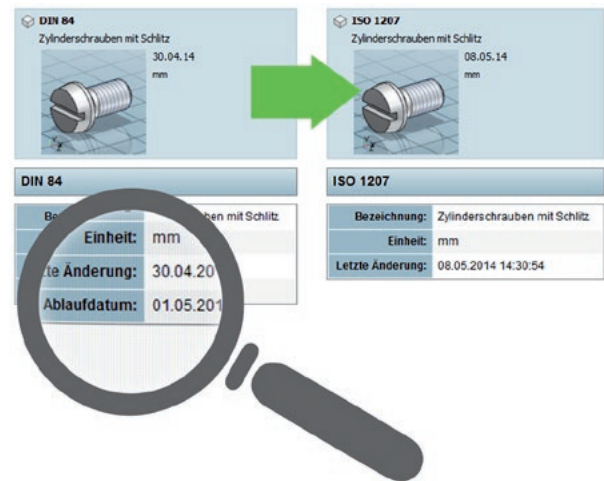 DIN 84
Zylinderschrauben mit Schlitz
30.04.14
mm
ISO 1207
Zylinderschrauben mit Schlitz
08.05.14
mm
DIN 84
mit Schlitz
Einheit: mm
Änderung: 30.04.20
Ablaufdatum: 01.05.201
ISO 1207
Bezeichnung: Zylinderschrauben mit Schlitz
Einheit: mm
Letzte Änderung: 08.05.2014 14:30:54